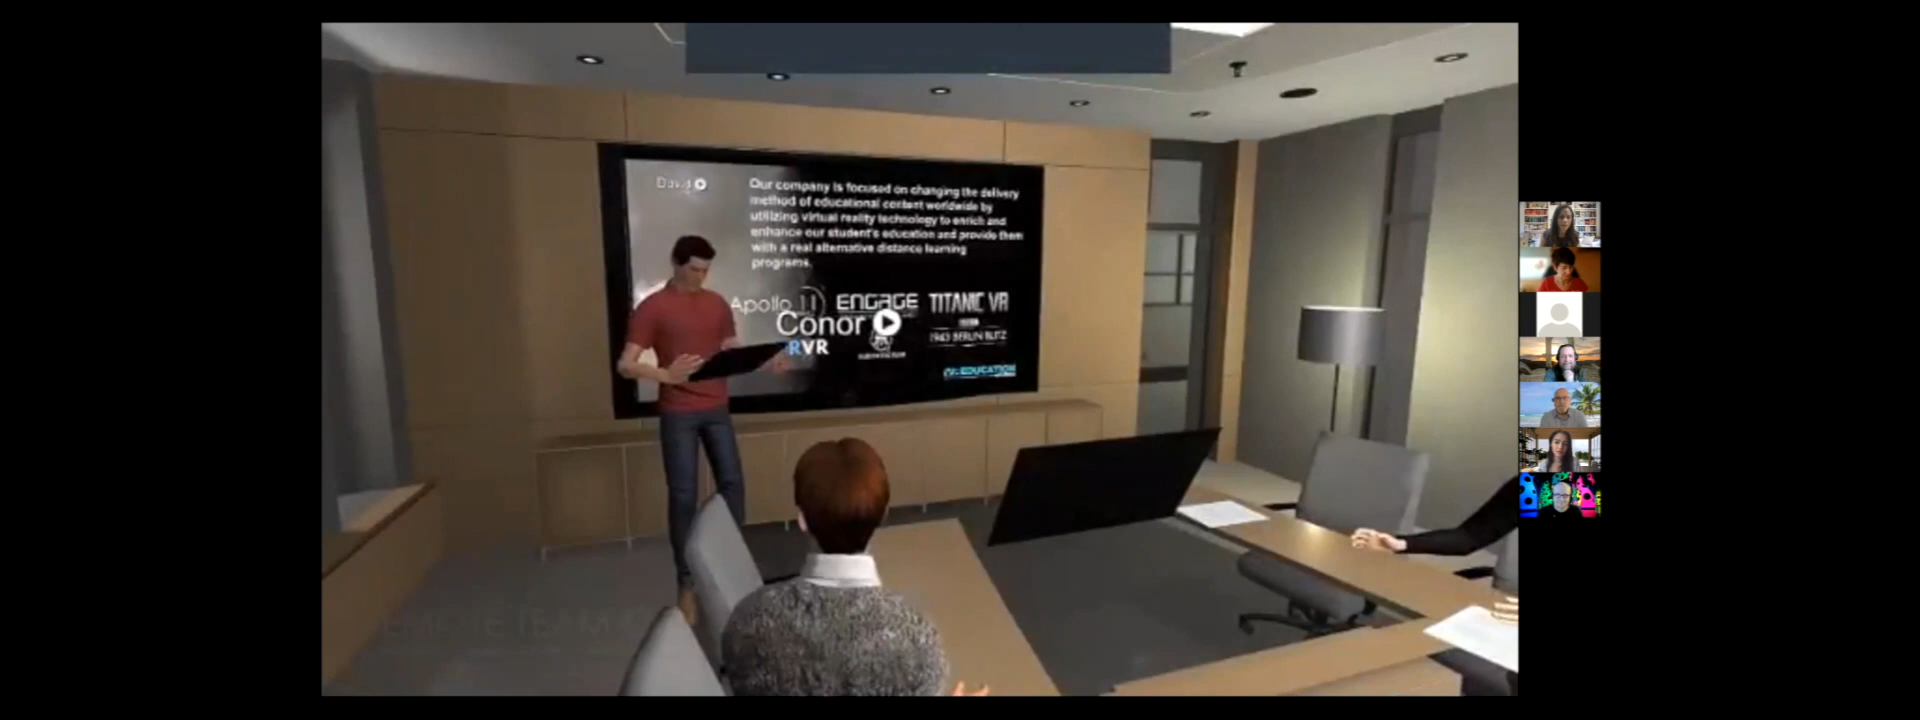 David
Our company is focused on changing the delivery
method of educational content worldwide by
utilizing virtual reality technology to enrich and
enhance our student's education and provide them
with a real alternative distance learning
programs.
Apollo 11
ENGAGE
TITANIC VR
Conor
1943 BERLIN BLITZ
RVR
EDUCATION